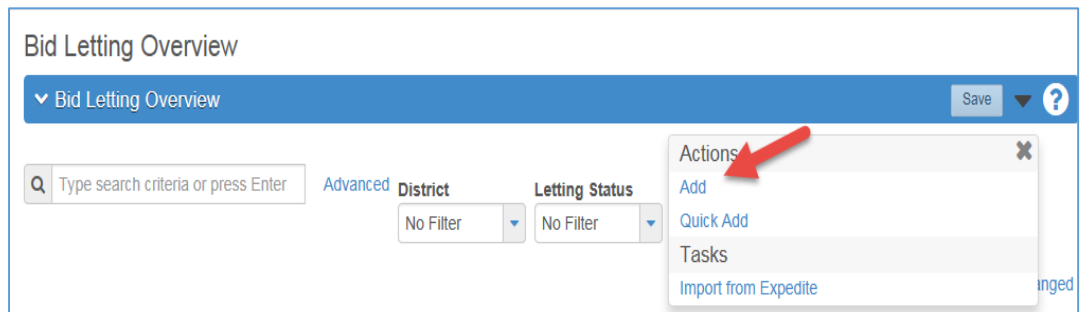 Bid Letting Overview
Bid Letting Overview Save ?
Type search criteria or press Enter Advanced District Letting Status
No Filter No Filter
Actions
Add
Quick Add
Tasks
Import from Expedite